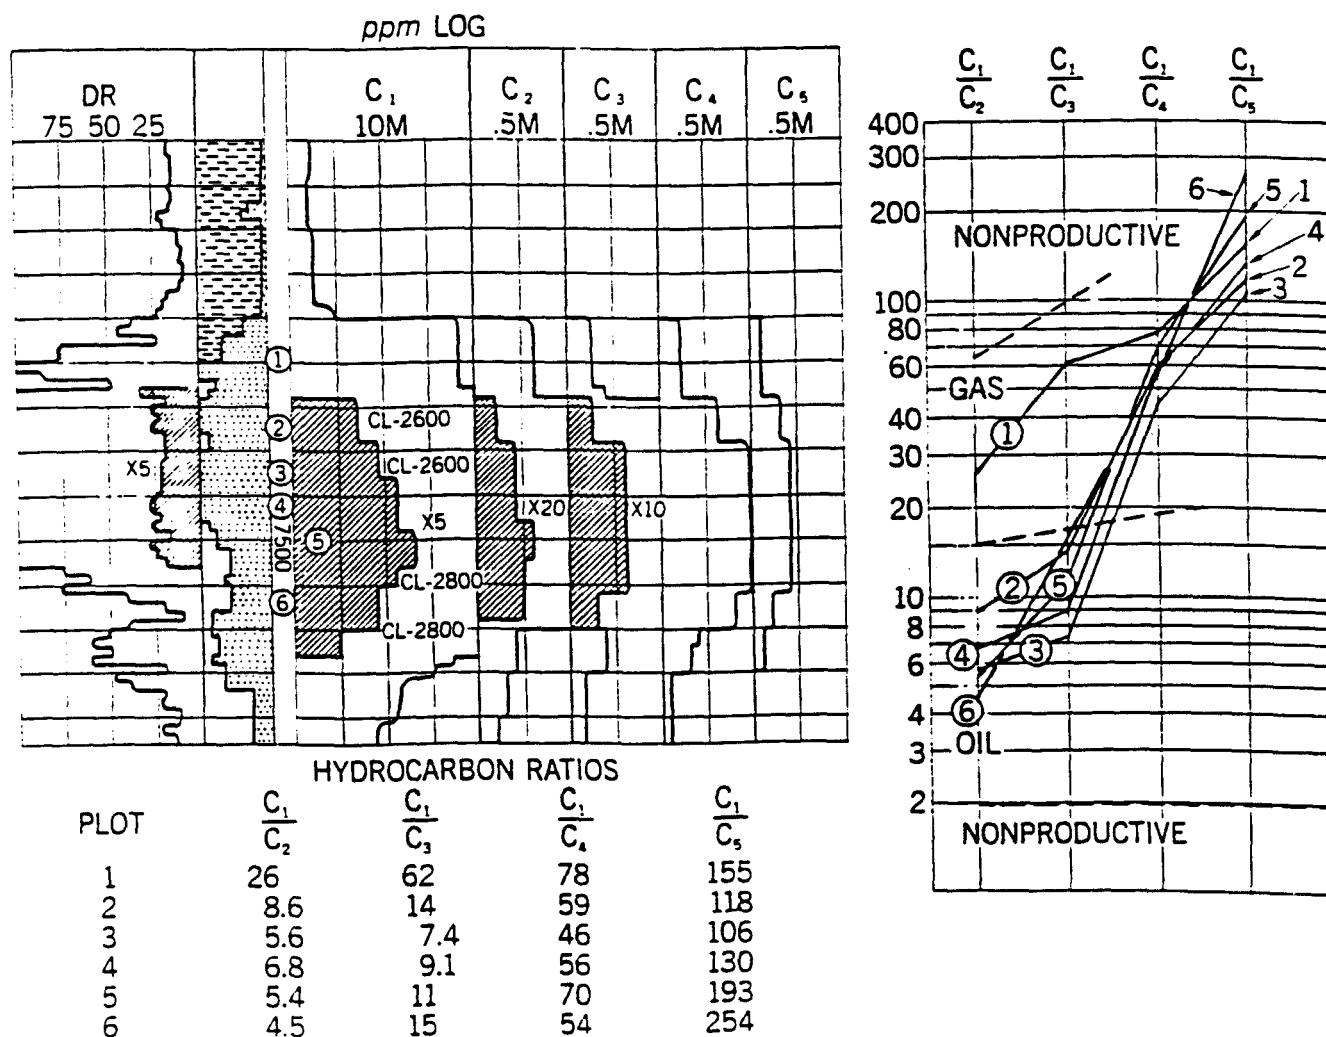 ppm LOG
DR
75 50 25
C₁
10M
C₂
.5M
C₃
.5M
C₄
.5M
C₅
.5M
①
②
③
④
7500
⑤
⑥
X5
CL-2600
CL-2600
X5
CL-2800
CL-2800
X20
X10
C₁/C₂ C₁/C₃ C₁/C₄ C₁/C₅
400
300
200
100
80
60
40
30
20
10
8
6
4
3
2
6 5 1
4
2
3
NONPRODUCTIVE
GAS
①
②
⑤
④
③
⑥
OIL
NONPRODUCTIVE
HYDROCARBON RATIOS
PLOT C₁/C₂ C₁/C₃ C₁/C₄ C₁/C₅
1 26 62 78 155
2 8.6 14 59 118
3 5.6 7.4 46 106
4 6.8 9.1 56 130
5 5.4 11 70 193
6 4.5 15 54 254